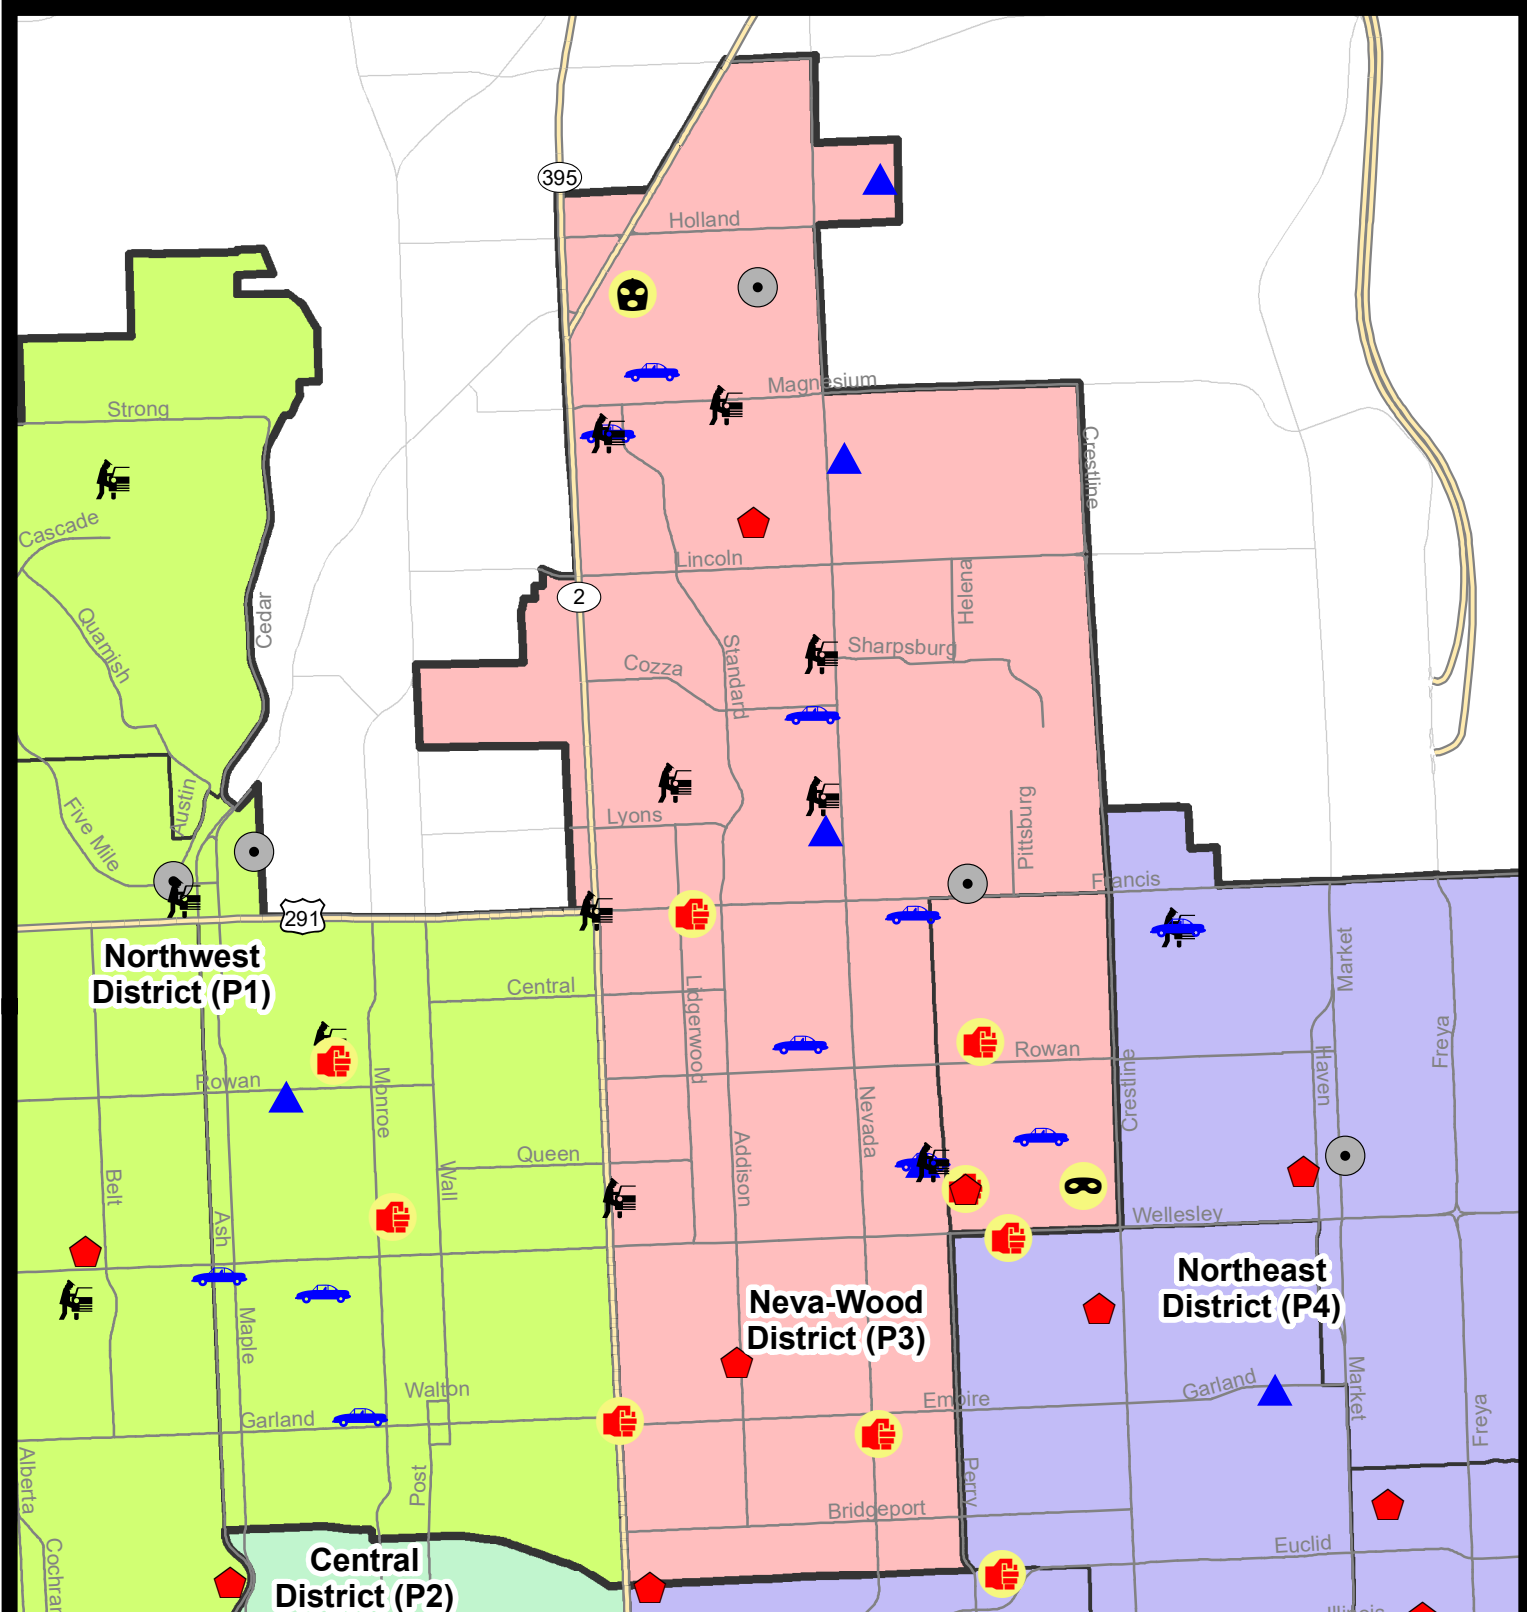 395
Holland
Magnesium
Strong
Crestline
Cascade
Lincoln
Helena
2
Cedar
Quamish
Sharpsburg
Standard
Cozza
Austin
Pittsburg
Five Mile
Lyons
Francis
291
Northwest
District (P1)
Market
Central
Lidgerwood
Freya
Rowan
Haven
Crestline
Rowan
Monroe
Nevada
Addison
Queen
Wall
Belt
Ash
Wellesley
Northeast
District (P4)
Neva-Wood
District (P3)
Maple
Market
Walton
Garland
Empire
Garland
Freya
Alberta
Post
Perry
Bridgeport
Euclid
Cochran
Central
District (P2)